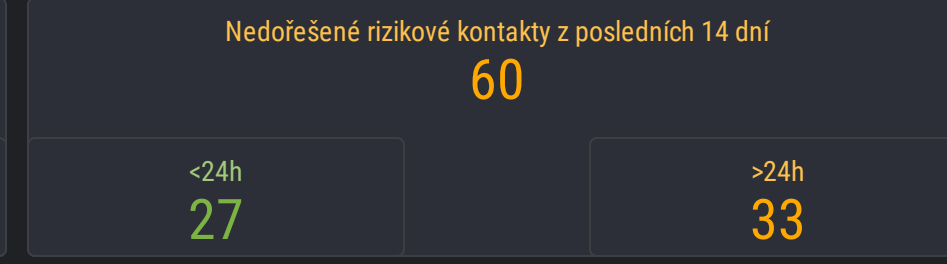 Nedořešené rizikové kontakty z posledních 14 dní
60
<24h
>24h
27
33